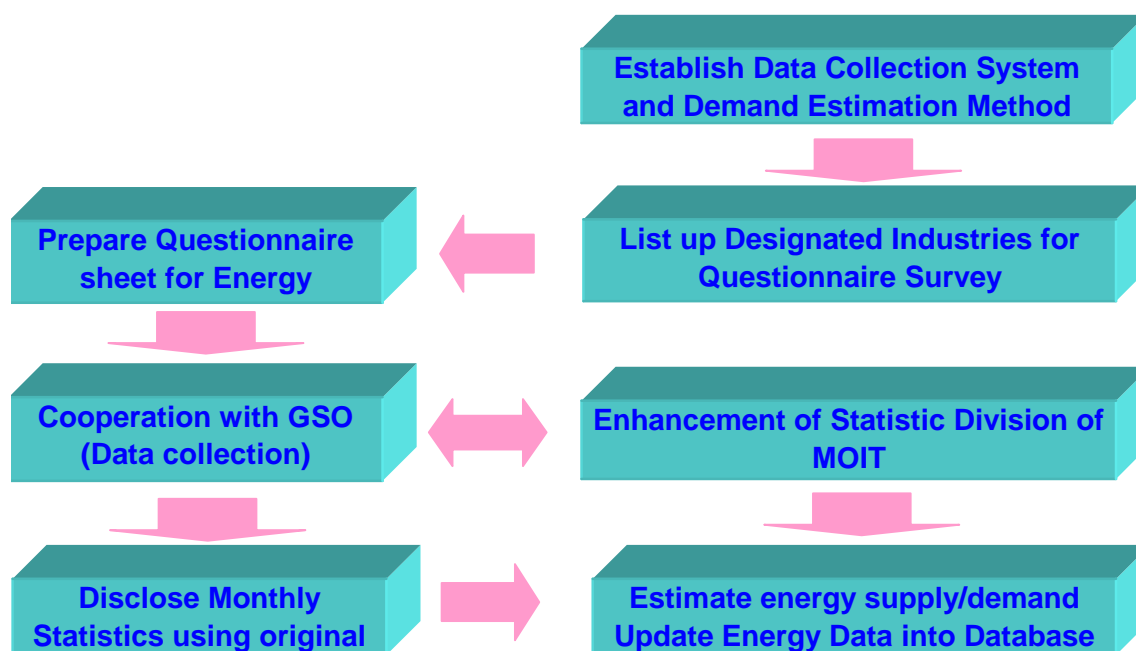 Establish Data Collection System
and Demand Estimation Method
List up Designated Industries for
Questionnaire Survey
Prepare Questionnaire
sheet for Energy
Cooperation with GSO
(Data collection)
Enhancement of Statistic Division of
MOIT
Disclose Monthly
Statistics using original
Estimate energy supply/demand
Update Energy Data into Database